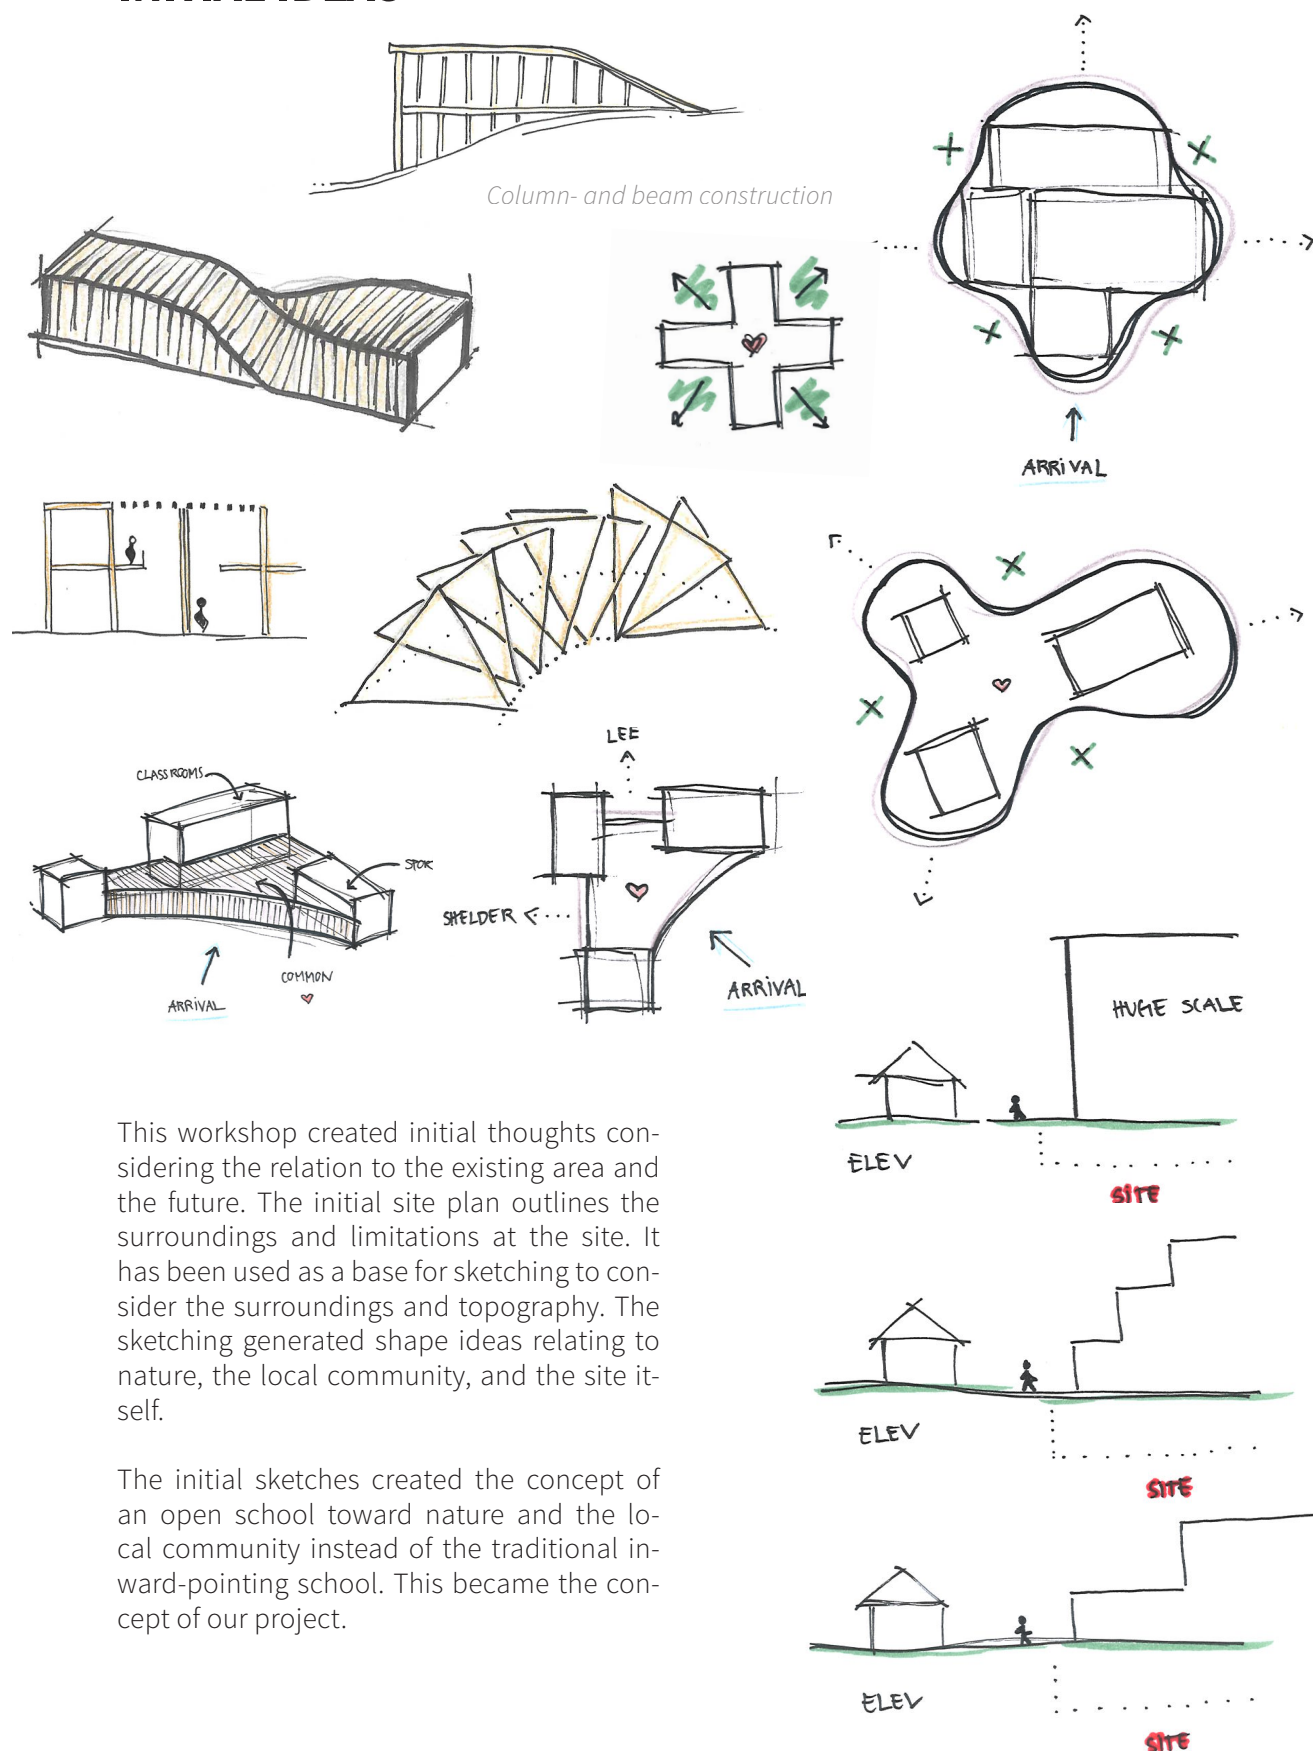 INITIAL IDEAS
Column- and beam construction
ARRIVAL
LEE
CLASSROOMS
STOK
SHELDER
COMMON
ARRIVAL
ARRIVAL
HUGE SCALE
ELEV
SITE
This workshop created initial thoughts con-
sidering the relation to the existing area and
the future. The initial site plan outlines the
surroundings and limitations at the site. It
has been used as a base for sketching to con-
sider the surroundings and topography. The
sketching generated shape ideas relating to
nature, the local community, and the site it-
self.
ELEV
SITE
The initial sketches created the concept of
an open school toward nature and the lo-
cal community instead of the traditional in-
ward-pointing school. This became the con-
cept of our project.
ELEV
SITE